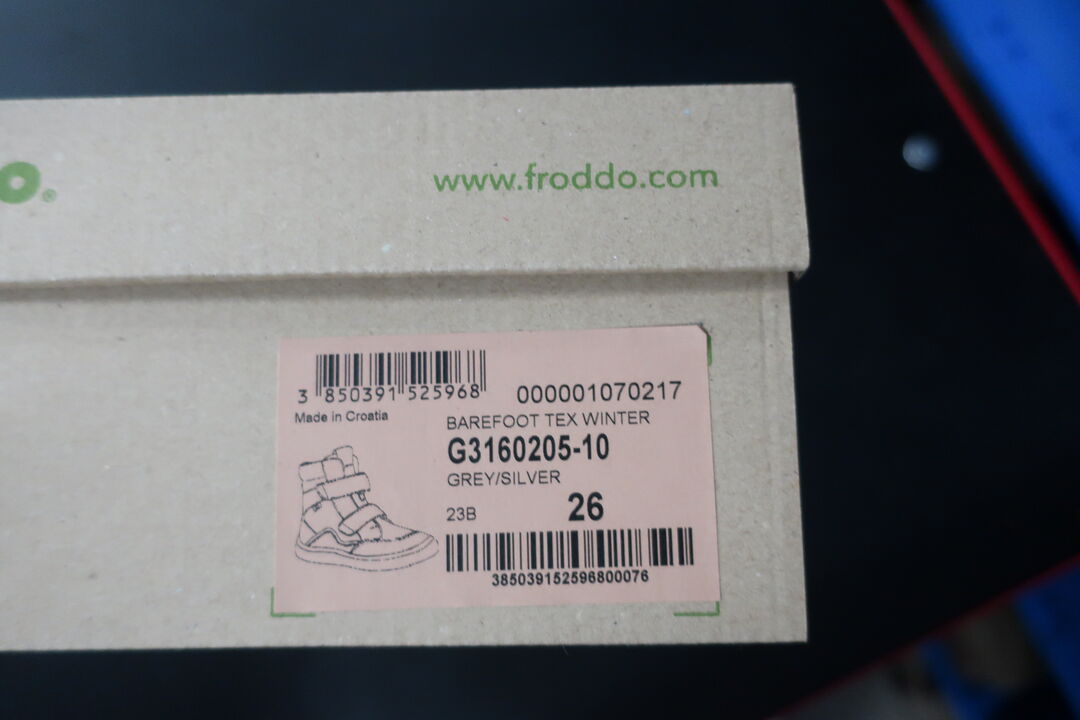 o®
www.froddo.com
3 850391 525968
000001070217
Made in Croatia
BAREFOOT TEX WINTER
G3160205-10
GREY/SILVER
23B
26
385039152596800076